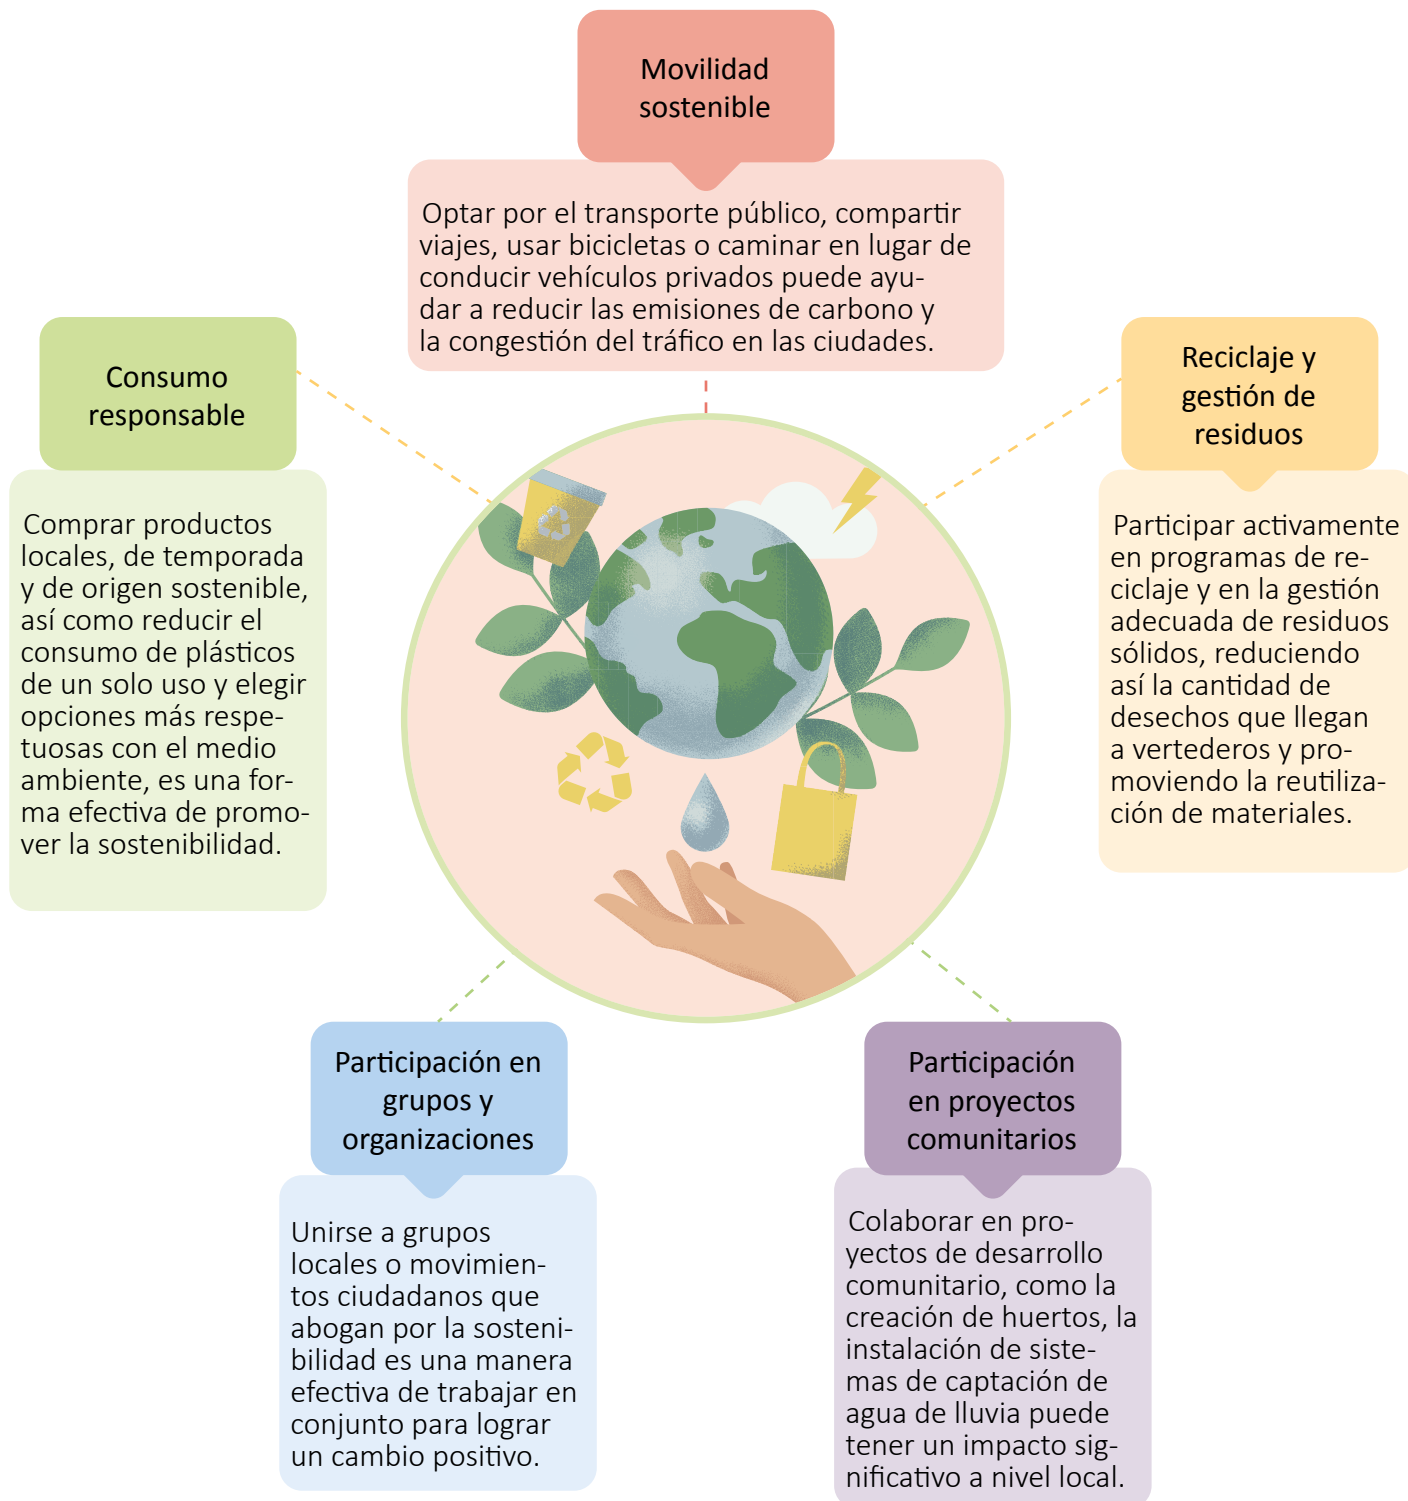 Movilidad
sostenible
Optar por el transporte público, compartir
viajes, usar bicicletas o caminar en lugar de
conducir vehículos privados puede ayu-
dar a reducir las emisiones de carbono y
la congestión del tráfico en las ciudades.
Consumo
responsable
Comprar productos
locales, de temporada
y de origen sostenible,
así como reducir el
consumo de plásticos
de un solo uso y elegir
opciones más respe-
tuosas con el medio
ambiente, es una for-
ma efectiva de promo-
ver la sostenibilidad.
Reciclaje y
gestión de
residuos
Participar activamente
en programas de re-
ciclaje y en la gestión
adecuada de residuos
sólidos, reduciendo
así la cantidad de
desechos que llegan
a vertederos y pro-
moviendo la reutiliza-
ción de materiales.
Participación en
grupos y
organizaciones
Unirse a grupos
locales o movimien-
tos ciudadanos que
abogan por la sosteni-
bilidad es una manera
efectiva de trabajar en
conjunto para lograr
un cambio positivo.
Participación
en proyectos
comunitarios
Colaborar en pro-
yectos de desarrollo
comunitario, como la
creación de huertos, la
instalación de siste-
mas de captación de
agua de lluvia puede
tener un impacto sig-
nificativo a nivel local.